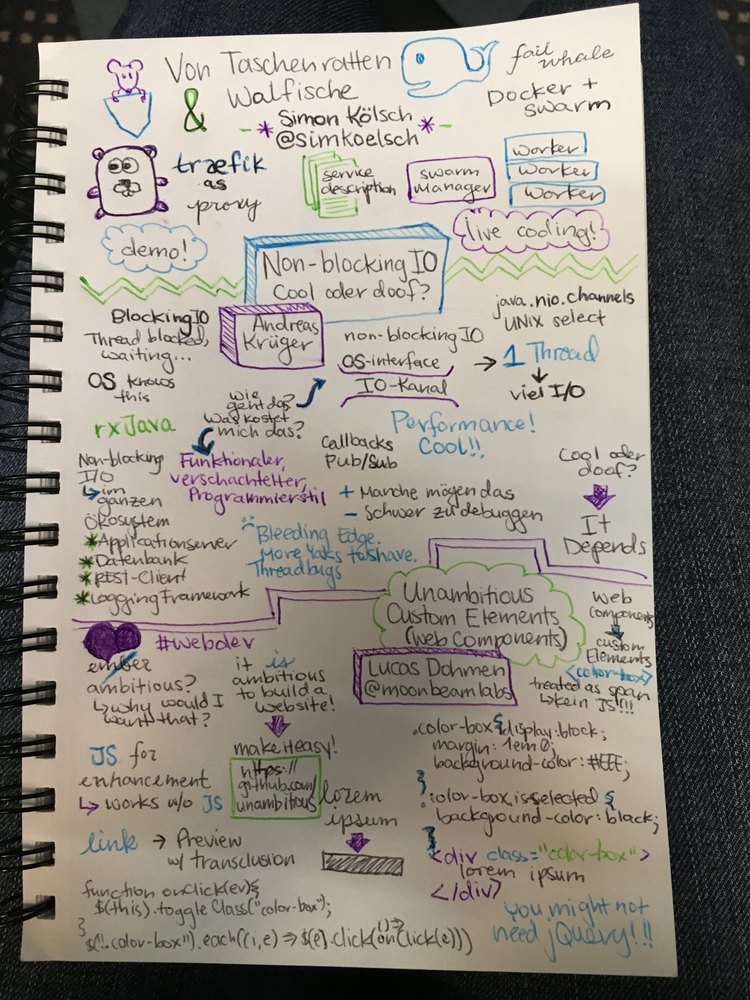 Von Taschenratten
& Walfische
Simon Kölsch
@simkoelsch
fail whale
Docker +
swarm
træfik
as
proxy
service
description
swarm
Manager
Worker
Worker
Worker
demo!
live coding!
Non-blocking IO
Cool oder doof?
Andreas
Krüger
Blocking IO
Thread blocked,
waiting...
OS knows
this
wie
geht das?
Was kostet
mich das?
non-blocking IO
OS-interface
IO-Kanal
java.nio.channels
UNIX select
→ 1 Thread
viel I/O
Performance!
Cool!!
rxJava
Non-blocking
I/O
im
ganzen
Ökosystem
* Applicationserver
* Datenbank
* REST-Client
* Logging Framework
Funktionaler,
verschachtelter,
Programmierstil
Callbacks
Pub/Sub
+ Manche mögen das
- Schwer zu debuggen
Bleeding Edge.
More Yaks to shave.
Threadbugs
Cool oder
doof?
It
Depends
Unambitious
Custom Elements
(Web Components)
Lucas Dohmen
@moonbeamlabs
Web
Components
custom
Elements
<color-box>
treated as span
kein JS!!!
#webdev
ember
ambitious?
why would I
want that?
it is
ambitious
to build a
website!
make it easy!
https://
github.com/
unambitious
JS for
enhancement
works w/o JS
link → Preview
w/ transclusion
lorem
ipsum
.color-box { display: block;
margin: 1em 0;
background-color: #EEE;
}
.color-box.is-selected {
background-color: black;
}
<div class="color-box">
lorem ipsum
</div>
function onClick(ev){
$(this).toggleClass("color-box");
}
$(".color-box").each((i,e) => $(e).click(() => onClick(e)))
you might not
need jQuery!!!